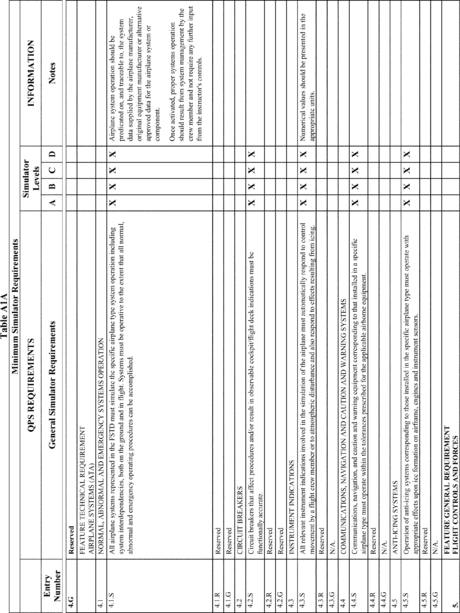 Table A1A
Minimum Simulator Requirements
QPS REQUIREMENTS
Simulator
Levels
INFORMATION
Entry
Number
General Simulator Requirements
A B C D
Notes
4.G Reserved
FEATURE TECHNICAL REQUIREMENT
AIRPLANE SYSTEMS (ATA)
4.1 NORMAL, ABNORMAL AND EMERGENCY SYSTEMS OPERATION
4.1.S All airplane systems represented in the FSTD must simulate the specific airplane type system operation including
system interdependencies, both on the ground and in flight. Systems must be operative to the extent that all normal,
abnormal and emergency operating procedures can be accomplished.
X X X X
Airplane system operation should be
predicated on, and traceable to, the system
data supplied by the airplane manufacturer,
original equipment manufacturer or alternative
approved data for the airplane system or
component.
Once activated, proper systems operation
should result from system management by the
crew member and not require any further input
from the instructor's controls.
4.1.R Reserved
4.1.G Reserved
4.2 CIRCUIT BREAKERS
4.2.S Circuit breakers that affect procedures and/or result in observable cockpit/flight deck indications must be
functionally accurate
X X X X
4.2.R Reserved
4.2.G Reserved
4.3 INSTRUMENT INDICATIONS
4.3.S All relevant instrument indications involved in the simulation of the airplane must automatically respond to control
movement by a flight crew member or to atmospheric disturbance and also respond to effects resulting from icing.
X X X X
Numerical values should be presented in the
appropriate units.
4.3.R Reserved
4.3.G N/A.
4.4 COMMUNICATIONS, NAVIGATION AND CAUTION AND WARNING SYSTEMS
4.4.S Communications, navigation, and caution and warning equipment corresponding to that installed in a specific
airplane type must operate within the tolerances prescribed for the applicable airborne equipment.
X X X X
4.4.R Reserved
4.4.G N/A.
4.5 ANTI-ICING SYSTEMS
4.5.S Operation of anti-icing systems corresponding to those installed in the specific airplane type must operate with
appropriate effects upon ice formation on airframe, engines and instrument sensors.
X X X X
4.5.R Reserved
4.5.G N/A.
5. FEATURE GENERAL REQUIREMENT
FLIGHT CONTROLS AND FORCES